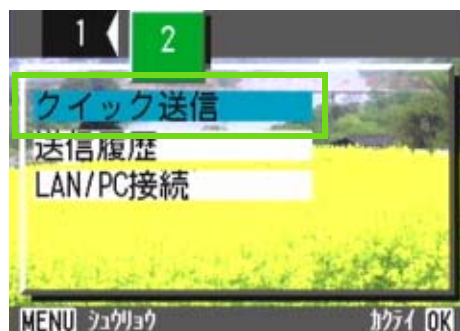 1 2
クイック送信
送信履歴
LAN/PC接続
MENU シュウリョウ カクテイ OK